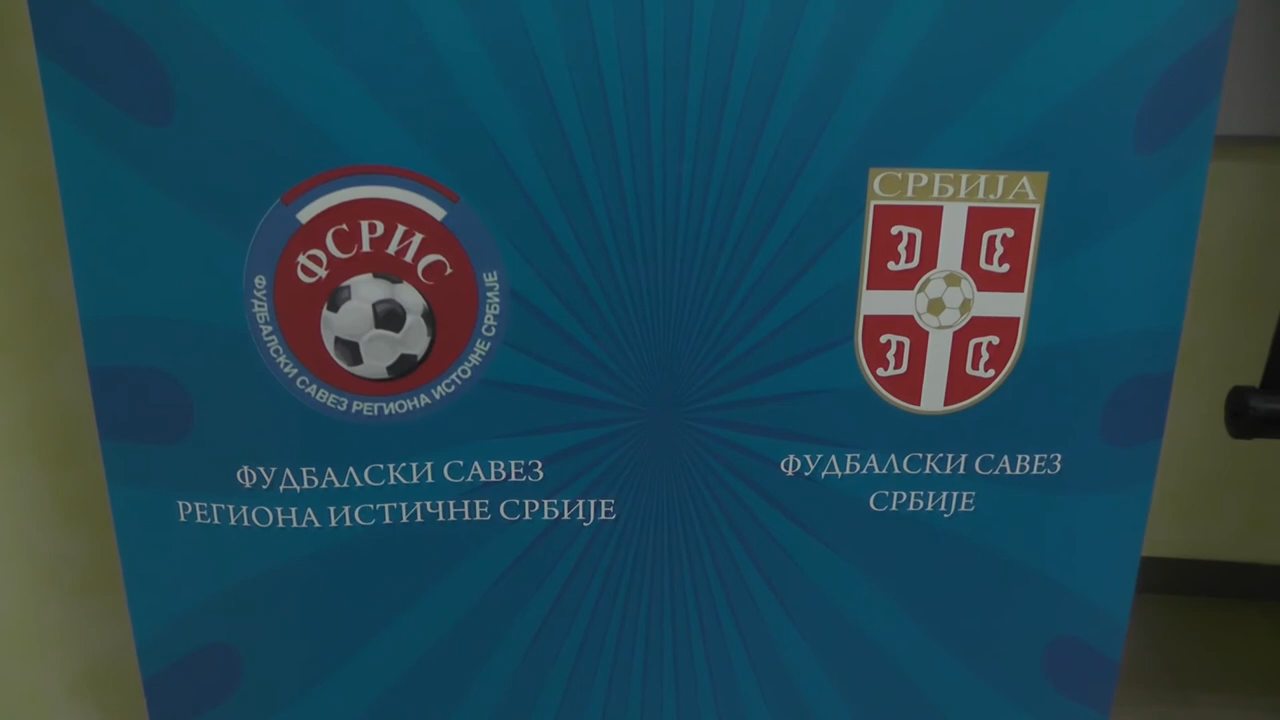 ФСРИС
ФУДБАЛСКИ САВЕЗ РЕГИОНА ИСТОЧНЕ СРБИЈЕ
ФУДБАЛСКИ САВЕЗ
РЕГИОНА ИСТИЧНЕ СРБИЈЕ
СРБИЈА
ФУДБАЛСКИ САВЕЗ
СРБИЈЕ